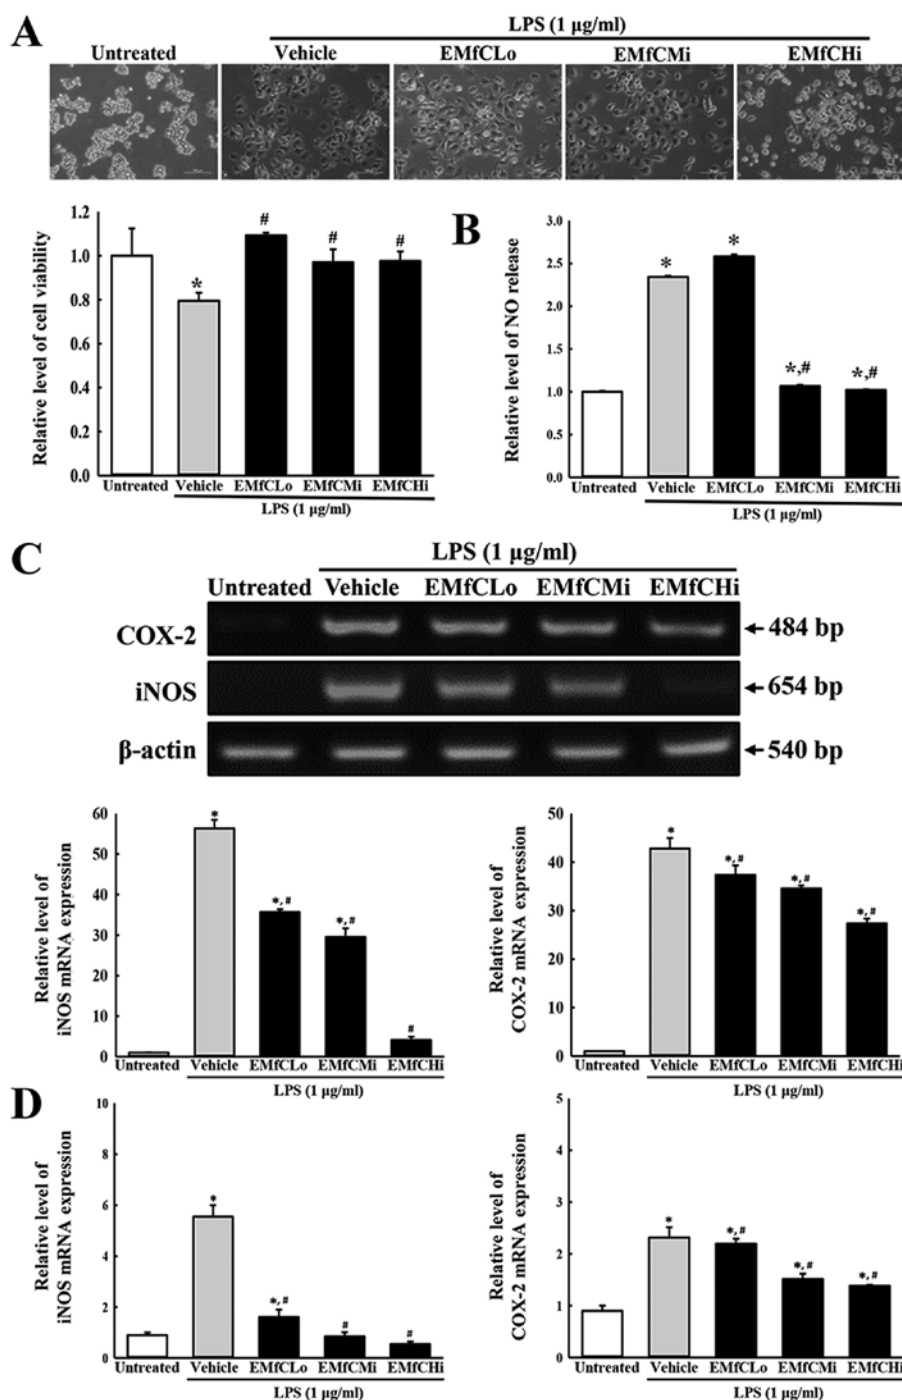 A
LPS (1 µg/ml)
Untreated Vehicle EMfCLo EMfCMi EMfCHi
Relative level of cell viability
1.2
1.0
0.8
0.6
0.4
0.2
0.0
*
#
#
#
Untreated Vehicle EMfCLo EMfCMi EMfCHi
LPS (1 µg/ml)
B
Relative level of NO release
3.0
2.5
2.0
1.5
1.0
0.5
0.0
*
*
*,#
*,#
Untreated Vehicle EMfCLo EMfCMi EMfCHi
LPS (1 µg/ml)
C
LPS (1 µg/ml)
Untreated Vehicle EMfCLo EMfCMi EMfCHi
COX-2 484 bp
iNOS 654 bp
β-actin 540 bp
Relative level of
iNOS mRNA expression
60
50
40
30
20
10
0
*
*,#
*,#
#
Untreated Vehicle EMfCLo EMfCMi EMfCHi
LPS (1 µg/ml)
Relative level of
COX-2 mRNA expression
50
40
30
20
10
0
*
*,#
*,#
*,#
Untreated Vehicle EMfCLo EMfCMi EMfCHi
LPS (1 µg/ml)
D
Relative level of
iNOS mRNA expression
10
8
6
4
2
0
*
*,#
#
#
Untreated Vehicle EMfCLo EMfCMi EMfCHi
LPS (1 µg/ml)
Relative level of
COX-2 mRNA expression
5
4
3
2
1
0
*
*,#
*,#
*,#
Untreated Vehicle EMfCLo EMfCMi EMfCHi
LPS (1 µg/ml)